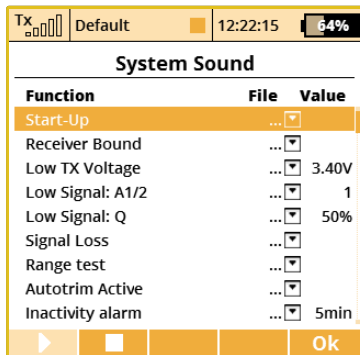 Tx Default 12:22:15 64%
System Sound
Function File Value
Start-Up ...
Receiver Bound ...
Low TX Voltage ... 3.40V
Low Signal: A1/2 ... 1
Low Signal: Q ... 50%
Signal Loss ...
Range test ...
Autotrim Active ...
Inactivity alarm ... 5min
Ok